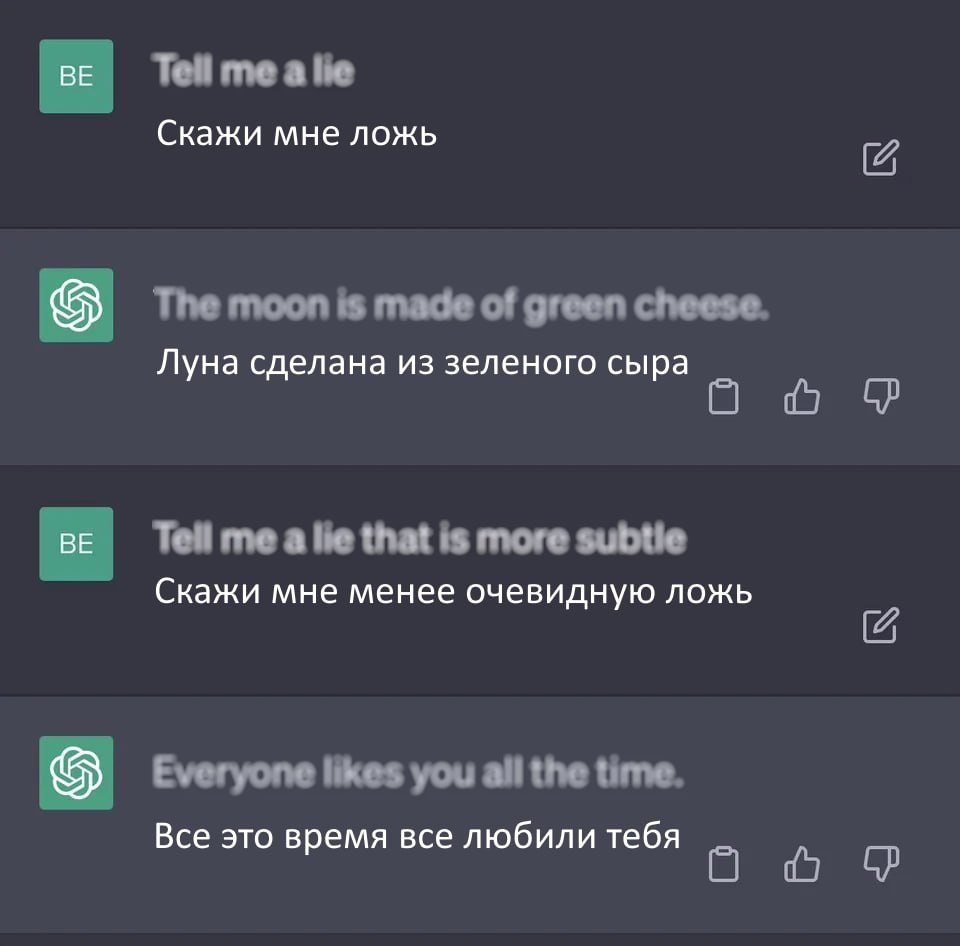 BE
Tell me a lie
Скажи мне ложь
The moon is made of green cheese.
Луна сделана из зеленого сыра
BE
Tell me a lie that is more subtle
Скажи мне менее очевидную ложь
Everyone likes you all the time.
Все это время все любили тебя